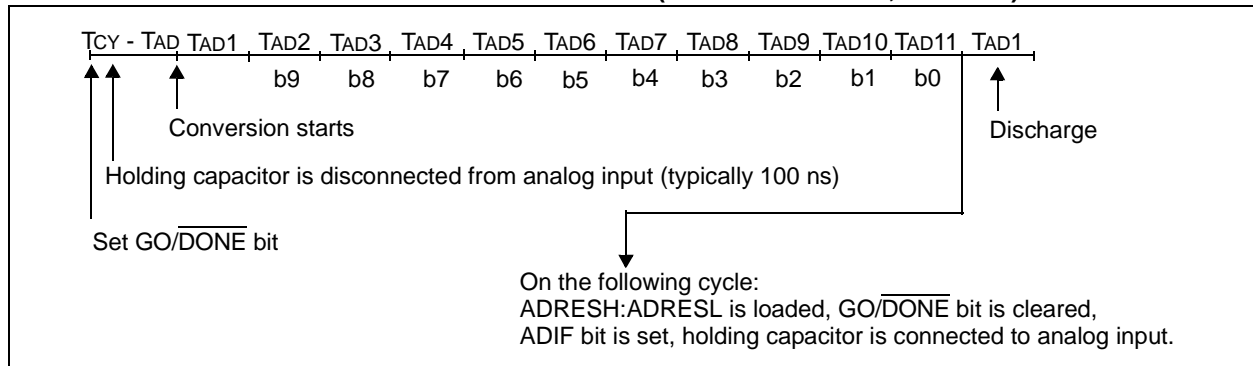 TCY - TAD TAD1 TAD2 TAD3 TAD4 TAD5 TAD6 TAD7 TAD8 TAD9 TAD10 TAD11 TAD1
b9 b8 b7 b6 b5 b4 b3 b2 b1 b0
Conversion starts
Discharge
Holding capacitor is disconnected from analog input (typically 100 ns)
Set GO/DONE bit
On the following cycle:
ADRESH:ADRESL is loaded, GO/DONE bit is cleared,
ADIF bit is set, holding capacitor is connected to analog input.